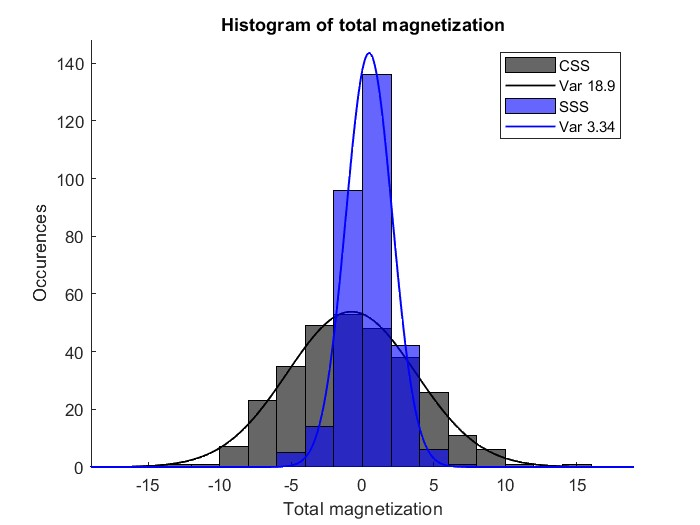 Histogram of total magnetization
CSS
Var 18.9
SSS
Var 3.34
Occurences
140
120
100
80
60
40
20
0
-15 -10 -5 0 5 10 15
Total magnetization